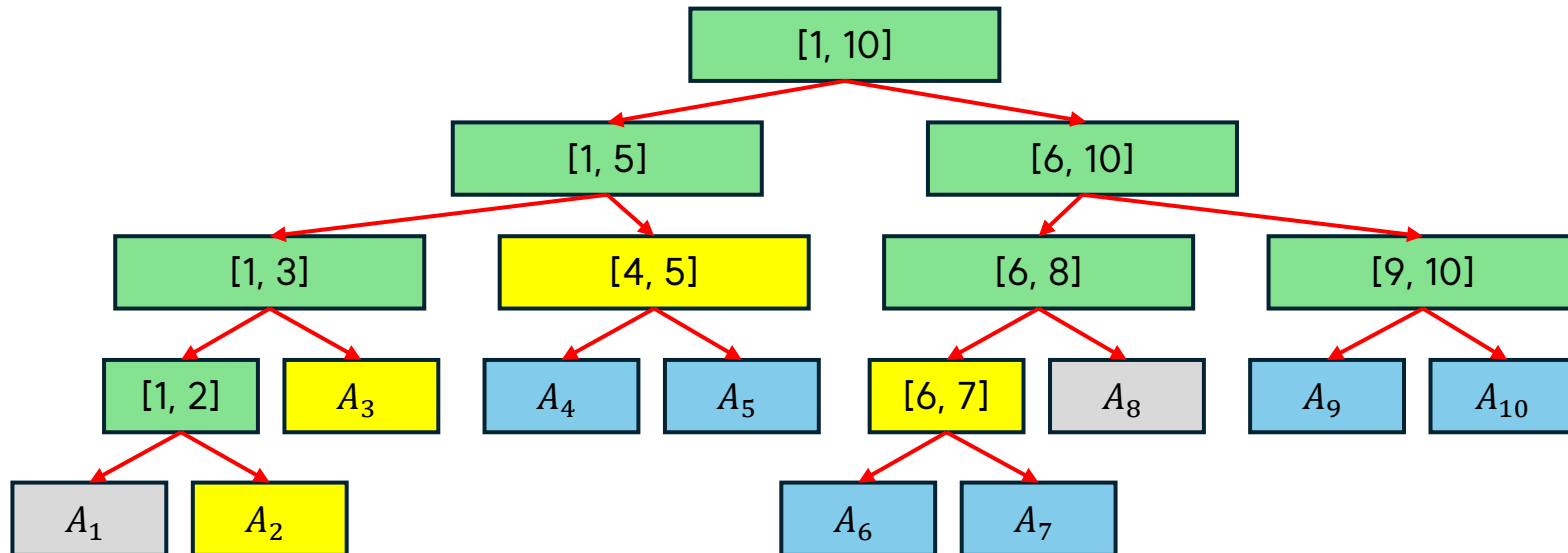 [1, 10]
[1, 5]
[6, 10]
[1, 3]
[4, 5]
[6, 8]
[9, 10]
[1, 2]
A₃
A₄
A₅
[6, 7]
A₈
A₉
A₁₀
A₁
A₂
A₆
A₇